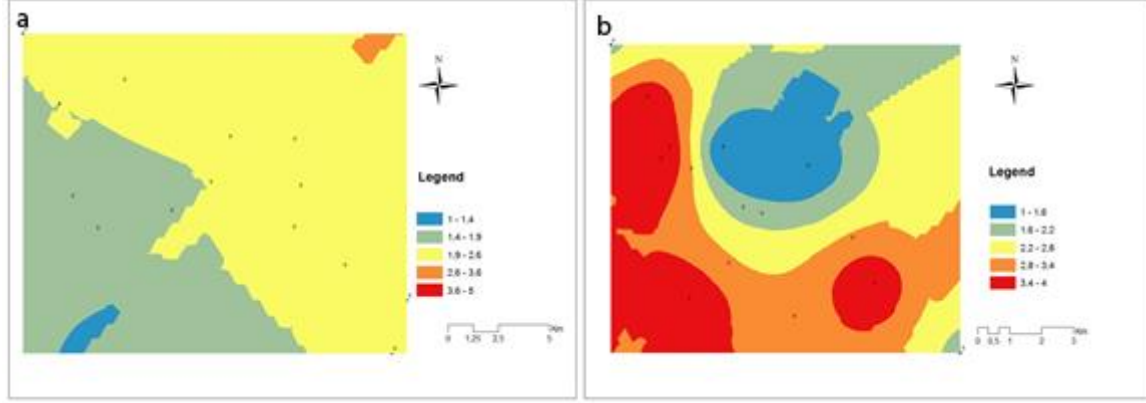 a
N
Legend
1 - 1.4
1.4 - 1.9
1.9 - 2.6
2.6 - 3.6
3.6 - 5
0 1.25 2.5 5
b
N
Legend
1 - 1.6
1.6 - 2.2
2.2 - 2.8
2.8 - 3.4
3.4 - 4
0 0.5 1 2 3